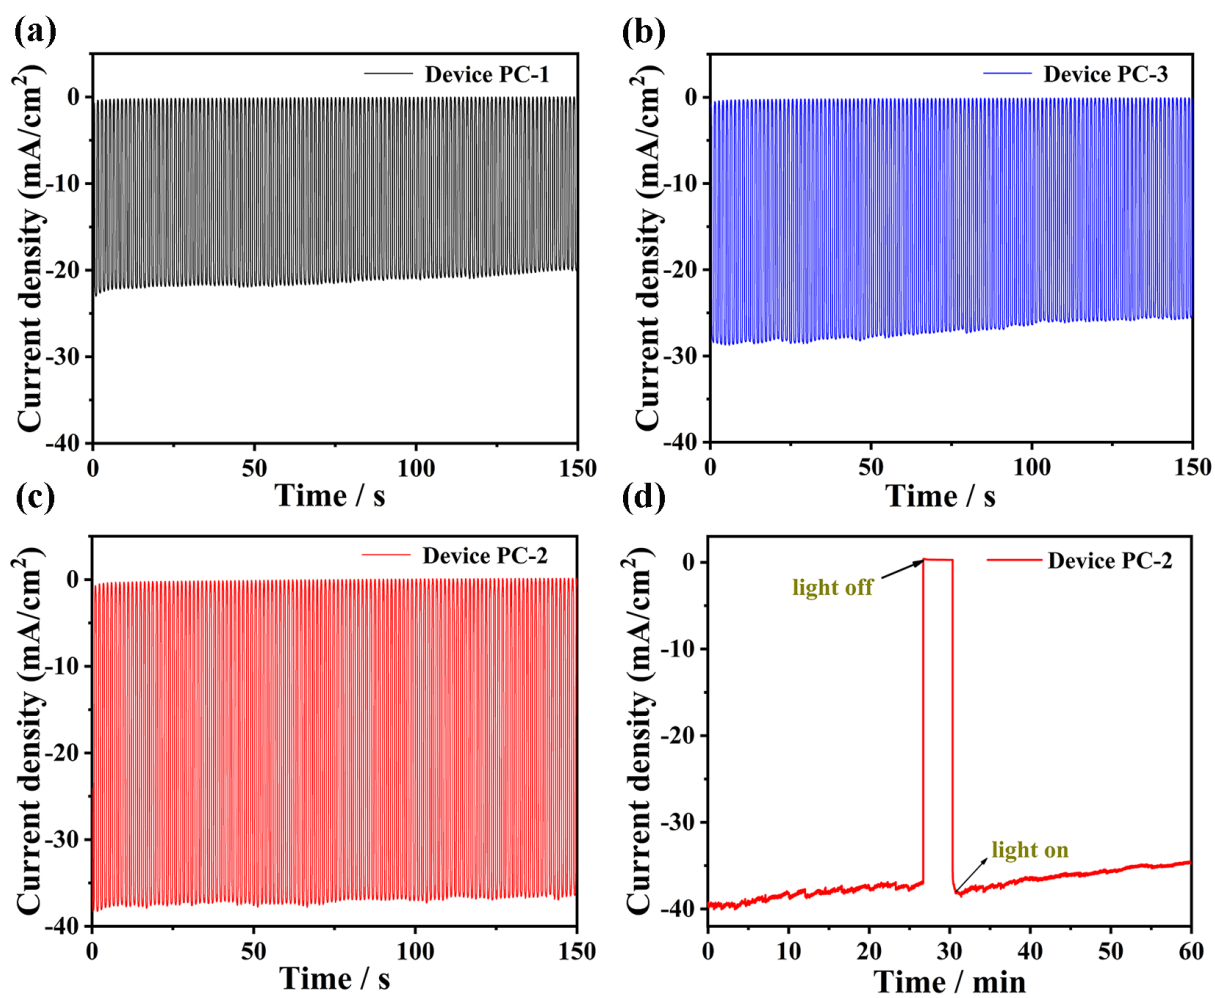 (a)
Device PC-1
Current density (mA/cm²)
0
-10
-20
-30
-40
0 50 100 150
Time / s
(b)
Device PC-3
Current density (mA/cm²)
0
-10
-20
-30
-40
0 50 100 150
Time / s
(c)
Device PC-2
Current density (mA/cm²)
0
-10
-20
-30
-40
0 50 100 150
Time / s
(d)
Device PC-2
light off
light on
Current density (mA/cm²)
0
-10
-20
-30
-40
0 10 20 30 40 50 60
Time / min